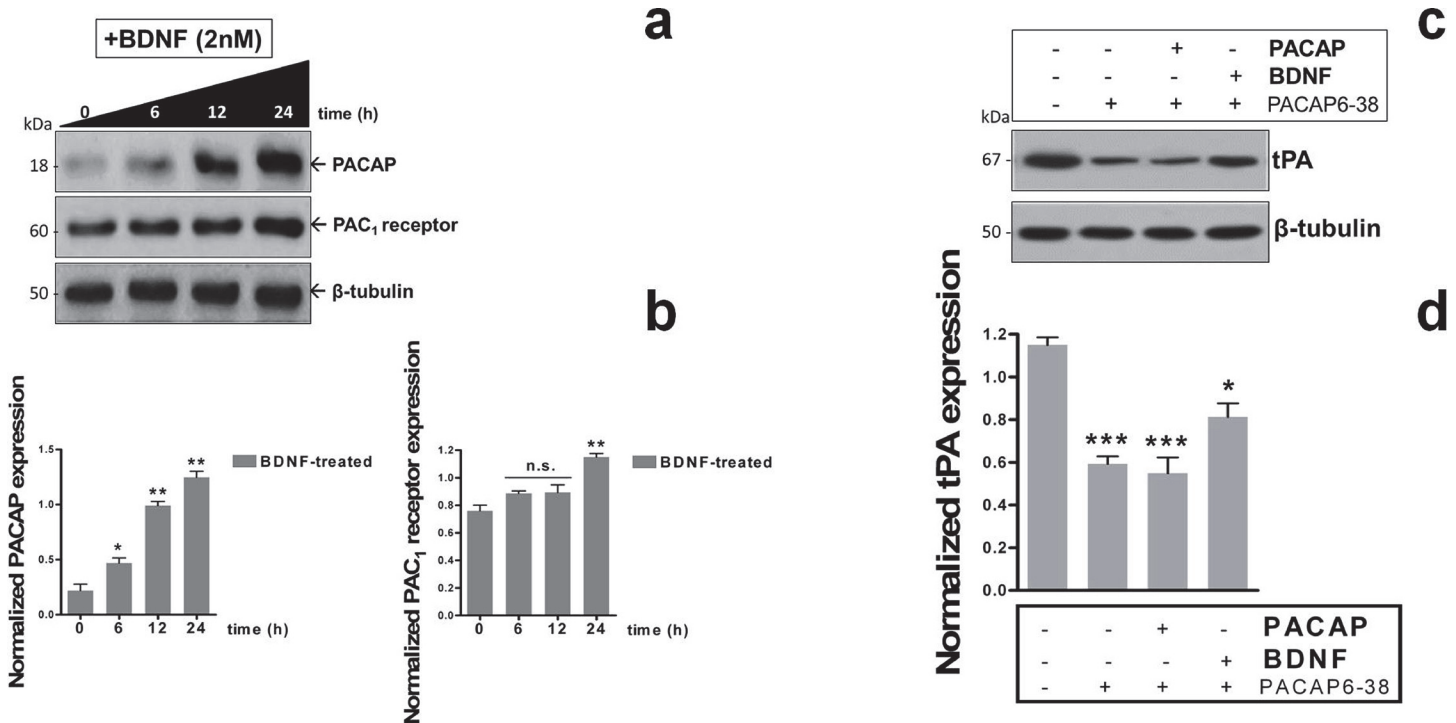 a
+BDNF (2nM)
0 6 12 24 time (h)
kDa
18 - ← PACAP
60 - ← PAC1 receptor
50 - ← β-tubulin
b
Normalized PACAP expression
1.5
1.0
0.5
0.0
* ** **
0 6 12 24 time (h)
BDNF-treated
Normalized PAC1 receptor expression
1.2
1.0
0.8
0.6
0.4
0.2
0.0
n.s. **
0 6 12 24 time (h)
BDNF-treated
c
- - + - PACAP
- - - + BDNF
- + + + PACAP6-38
kDa
67 - tPA
50 - β-tubulin
d
Normalized tPA expression
1.2
1.0
0.8
0.6
0.4
0.2
0.0
*** *** *
- - + - PACAP
- - - + BDNF
- + + + PACAP6-38